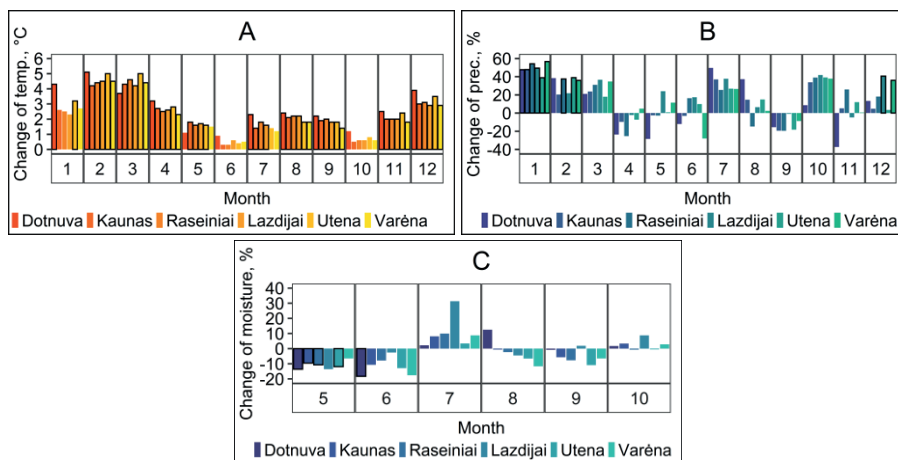 A
Change of temp., °C
6
5
4
3
2
1
0
1 2 3 4 5 6 7 8 9 10 11 12
Month
Dotnuva Kaunas Raseiniai Lazdijai Utena Varėna
B
Change of prec., %
60
40
20
0
-20
-40
1 2 3 4 5 6 7 8 9 10 11 12
Month
Dotnuva Kaunas Raseiniai Lazdijai Utena Varėna
C
Change of moisture, %
40
30
20
10
0
-10
-20
5 6 7 8 9 10
Month
Dotnuva Kaunas Raseiniai Lazdijai Utena Varėna